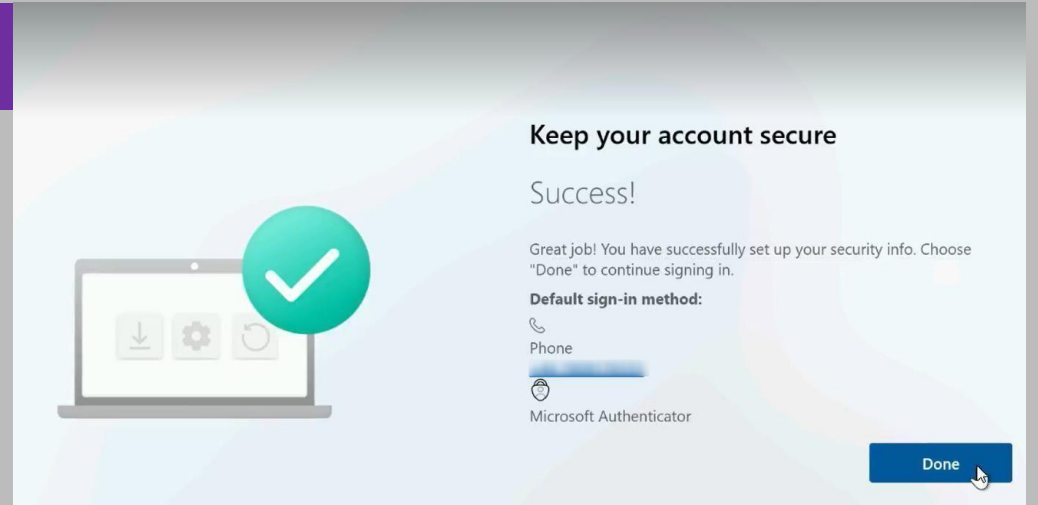 Keep your account secure
Success!
Great job! You have successfully set up your security info. Choose
"Done" to continue signing in.
Default sign-in method:
Phone
Microsoft Authenticator
Done